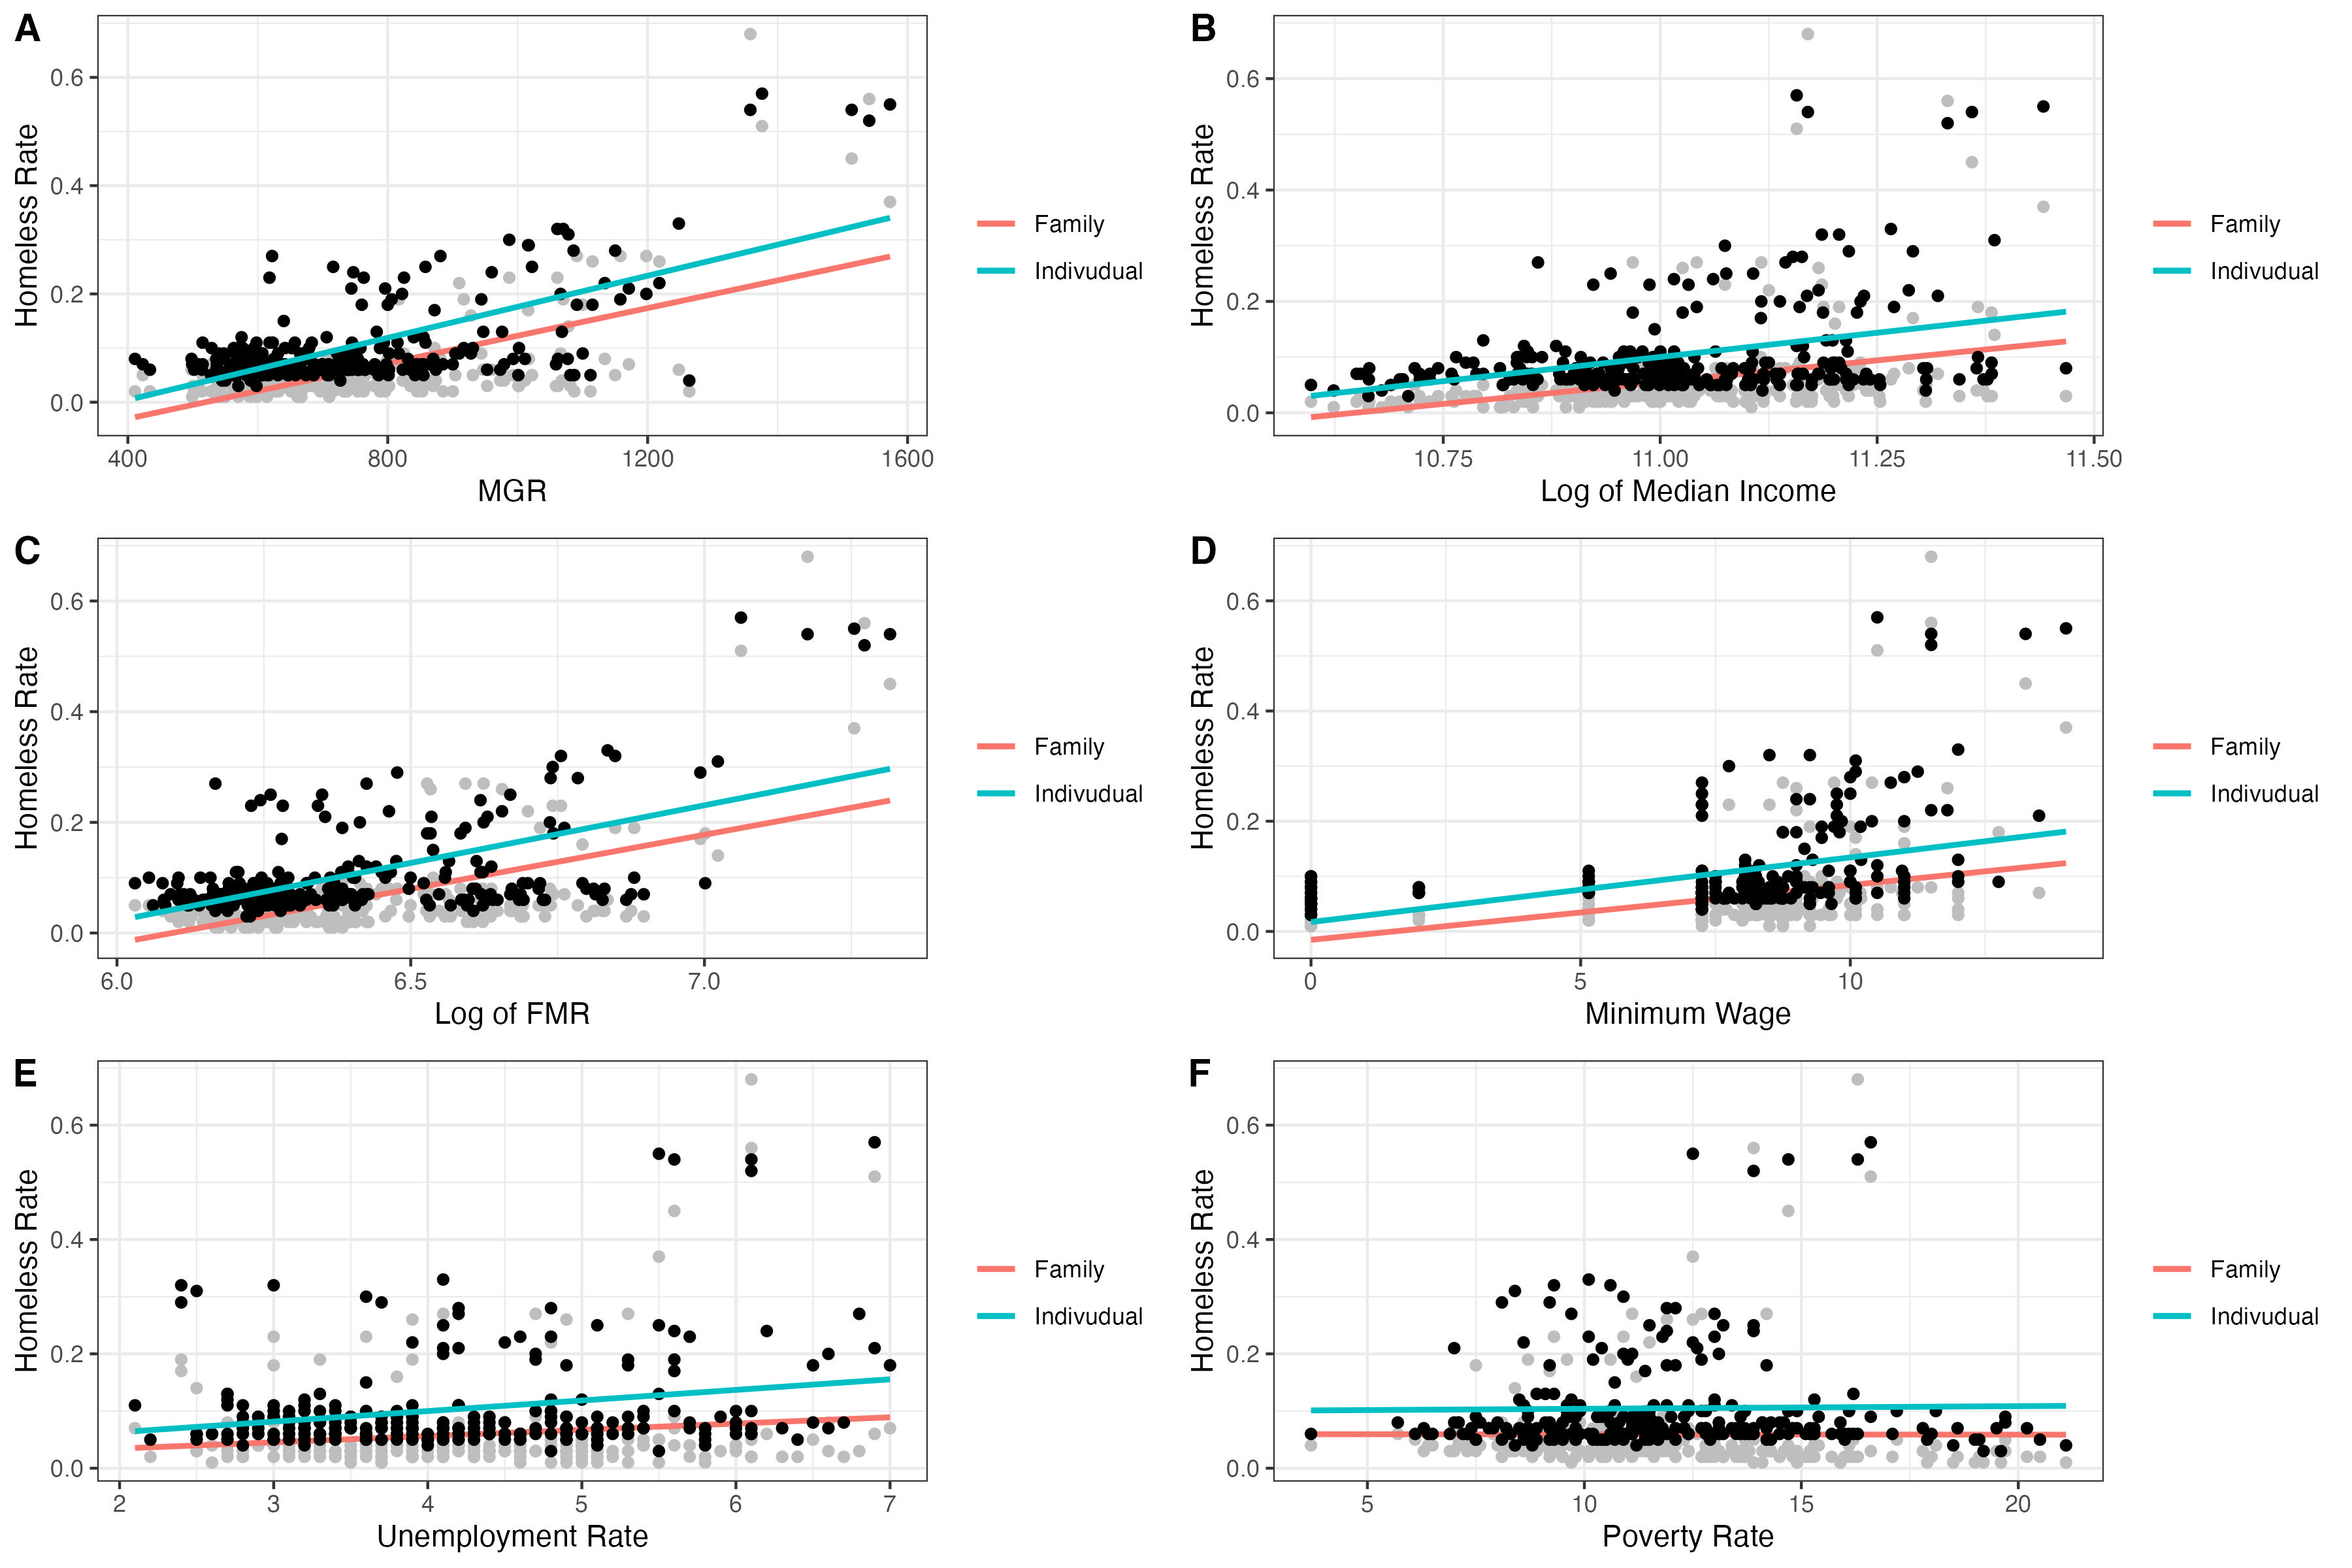 A
Homeless Rate
0.6
0.4
0.2
0.0
400 800 1200 1600
MGR
Family
Indivudual
B
Homeless Rate
0.6
0.4
0.2
0.0
10.75 11.00 11.25 11.50
Log of Median Income
Family
Indivudual
C
Homeless Rate
0.6
0.4
0.2
0.0
6.0 6.5 7.0
Log of FMR
Family
Indivudual
D
Homeless Rate
0.6
0.4
0.2
0.0
0 5 10
Minimum Wage
Family
Indivudual
E
Homeless Rate
0.6
0.4
0.2
0.0
2 3 4 5 6 7
Unemployment Rate
Family
Indivudual
F
Homeless Rate
0.6
0.4
0.2
0.0
5 10 15 20
Poverty Rate
Family
Indivudual